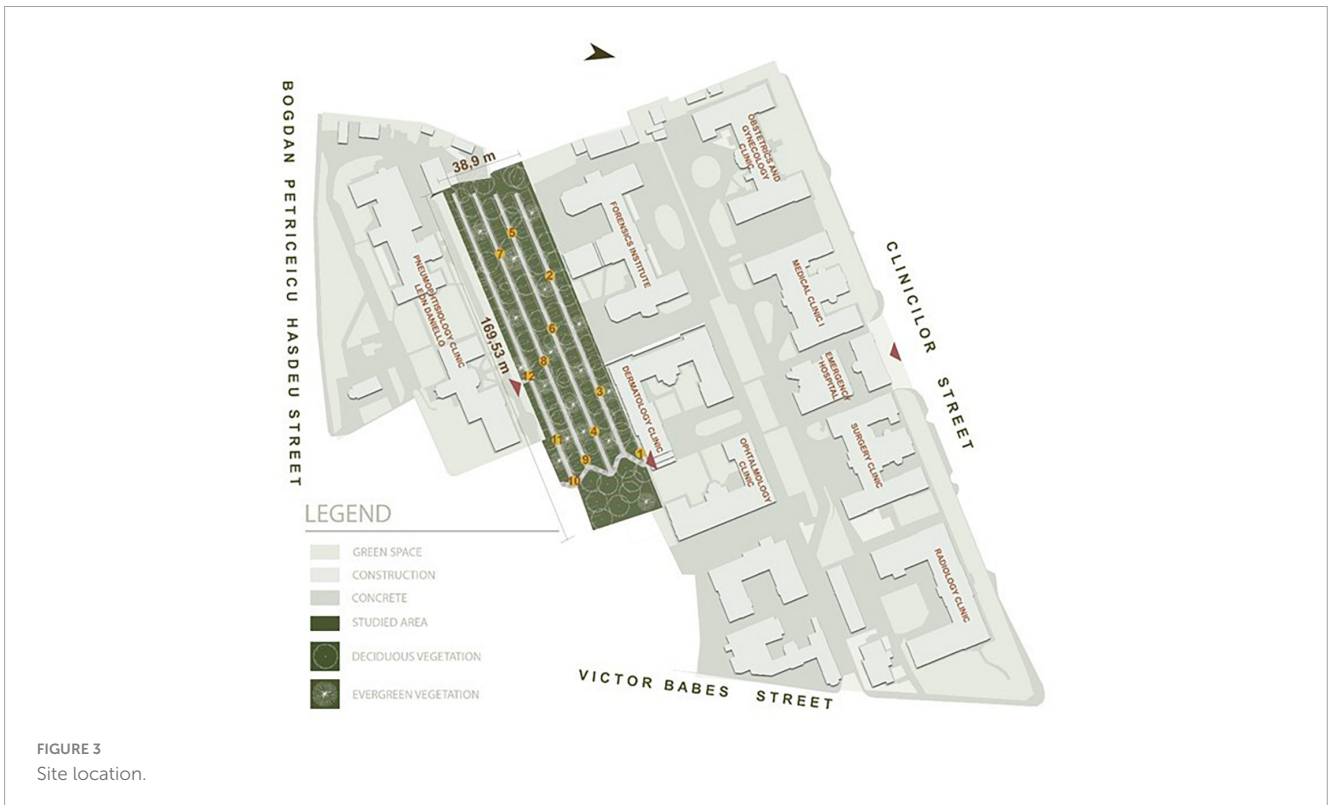 BOGDAN PETRICEICU HASDEU STREET
38,9 m
169,53 m
PNEUMOPHTISIOLOGY CLINIC
LEON DANIELLO
FORENSICS INSTITUTE
OBSTETRICS AND
GYNECOLOGY
CLINIC
MEDICAL CLINIC I
CLINICILOR STREET
EMERGENCY
HOSPITAL
DERMATOLOGY CLINIC
OPHTALMOLOGY
CLINIC
SURGERY CLINIC
RADIOLOGY CLINIC
5
7
2
6
8
12
3
11
4
1
9
10
VICTOR BABES STREET
LEGEND
GREEN SPACE
CONSTRUCTION
CONCRETE
STUDIED AREA
DECIDUOUS VEGETATION
EVERGREEN VEGETATION
FIGURE 3
Site location.